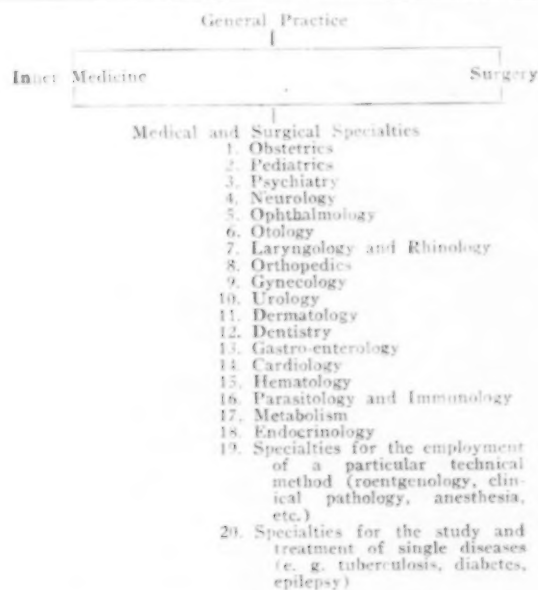 General Practice
Inner Medicine Surgery
Medical and Surgical Specialties
1. Obstetrics
2. Pediatrics
3. Psychiatry
4. Neurology
5. Ophthalmology
6. Otology
7. Laryngology and Rhinology
8. Orthopedics
9. Gynecology
10. Urology
11. Dermatology
12. Dentistry
13. Gastro-enterology
14. Cardiology
15. Hematology
16. Parasitology and Immunology
17. Metabolism
18. Endocrinology
19. Specialties for the employment
of a particular technical
method (roentgenology, clin-
ical pathology, anesthesia,
etc.)
20. Specialties for the study and
treatment of single diseases
(e. g. tuberculosis, diabetes,
epilepsy)